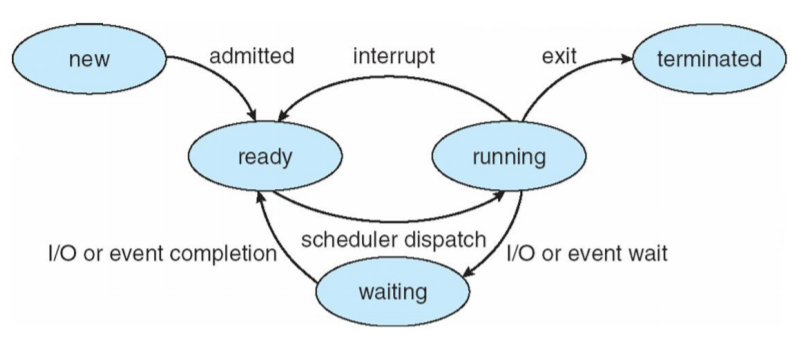 new
admitted
interrupt
exit
terminated
ready
running
I/O or event completion
scheduler dispatch
I/O or event wait
waiting